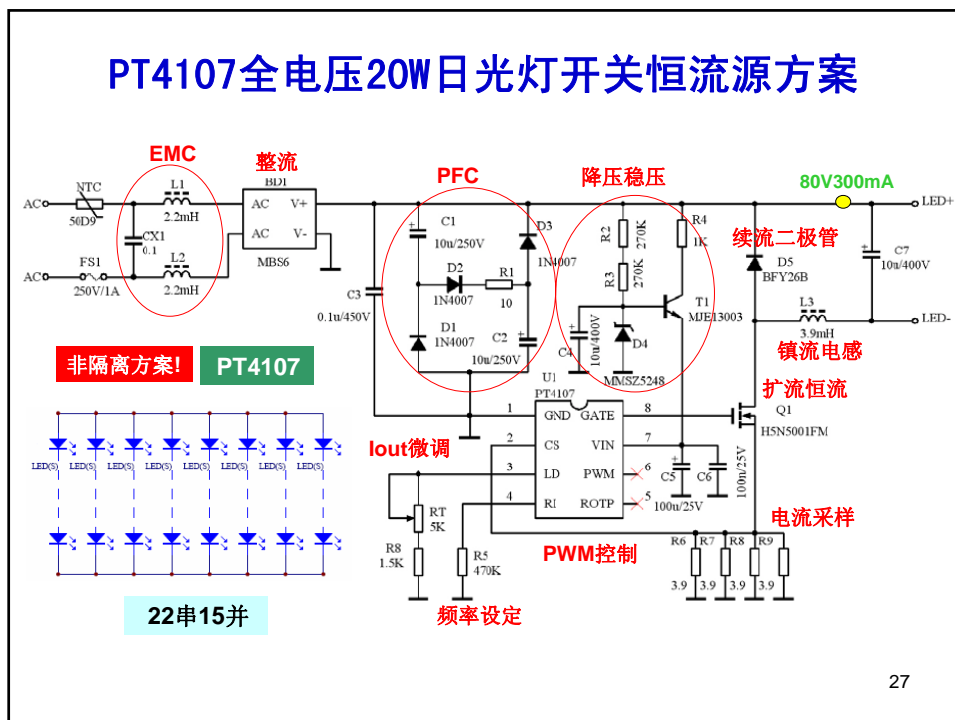 PT4107全电压20W日光灯开关恒流源方案
EMC
整流
PFC
降压稳压
80V300mA
NTC
50D9
AC
AC
L1
2.2mH
CX1
0.1
FS1
250V/1A
L2
2.2mH
BD1
AC V+
AC V-
MBS6
C3
0.1u/450V
C1
10u/250V
D2
1N4007
R1
10
D3
1N4007
D1
1N4007
C2
10u/250V
R2
270K
R3
270K
R4
1K
T1
MJE13003
C4
10u/400V
D4
MMSZ5248
续流二极管
D5
BFY26B
C7
10u/400V
LED+
LED-
L3
3.9mH
镇流电感
扩流恒流
Q1
H5N5001FM
非隔离方案!
PT4107
U1
PT4107
1 GND GATE 8
2 CS VIN 7
3 LD PWM 6
4 RI ROTP 5
Iout微调
RT
5K
R8
1.5K
R5
470K
C5
100u/25V
C6
100n/25V
电流采样
R6 R7 R8 R9
3.9 3.9 3.9 3.9
PWM控制
频率设定
LED(S) LED(S) LED(S) LED(S) LED(S) LED(S) LED(S) LED(S)
22串15并
27